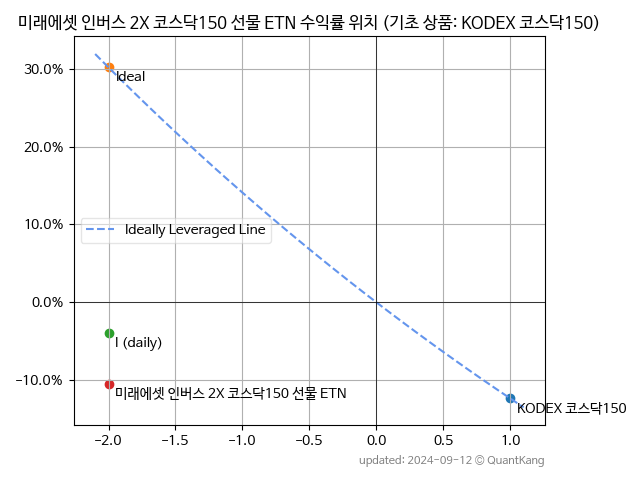 미래에셋 인버스 2X 코스닥150 선물 ETN 수익률 위치 (기초 상품: KODEX 코스닥150)
30.0%
20.0%
10.0%
0.0%
−10.0%
Ideal
Ideally Leveraged Line
I (daily)
미래에셋 인버스 2X 코스닥150 선물 ETN
KODEX 코스닥150
−2.0 −1.5 −1.0 −0.5 0.0 0.5 1.0
updated: 2024-09-12 © QuantKang